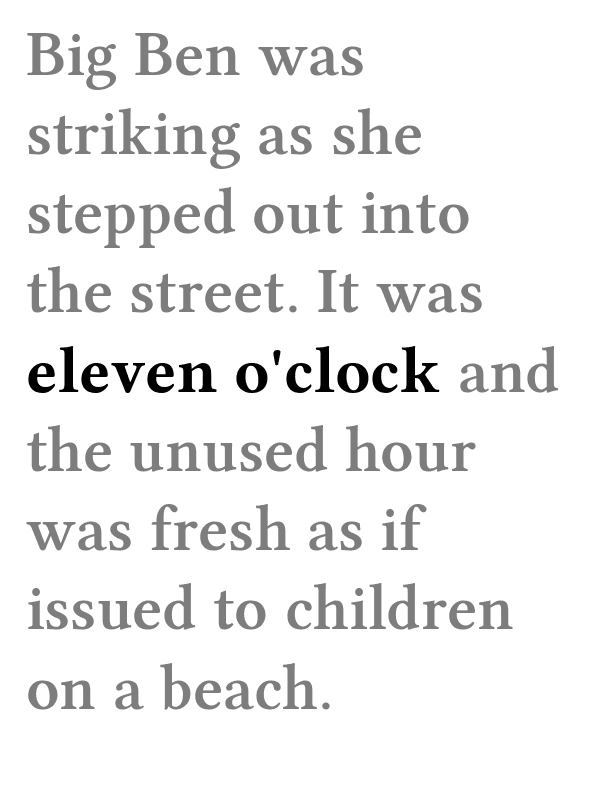 Big Ben was
striking as she
stepped out into
the street. It was
eleven o'clock and
the unused hour
was fresh as if
issued to children
on a beach.